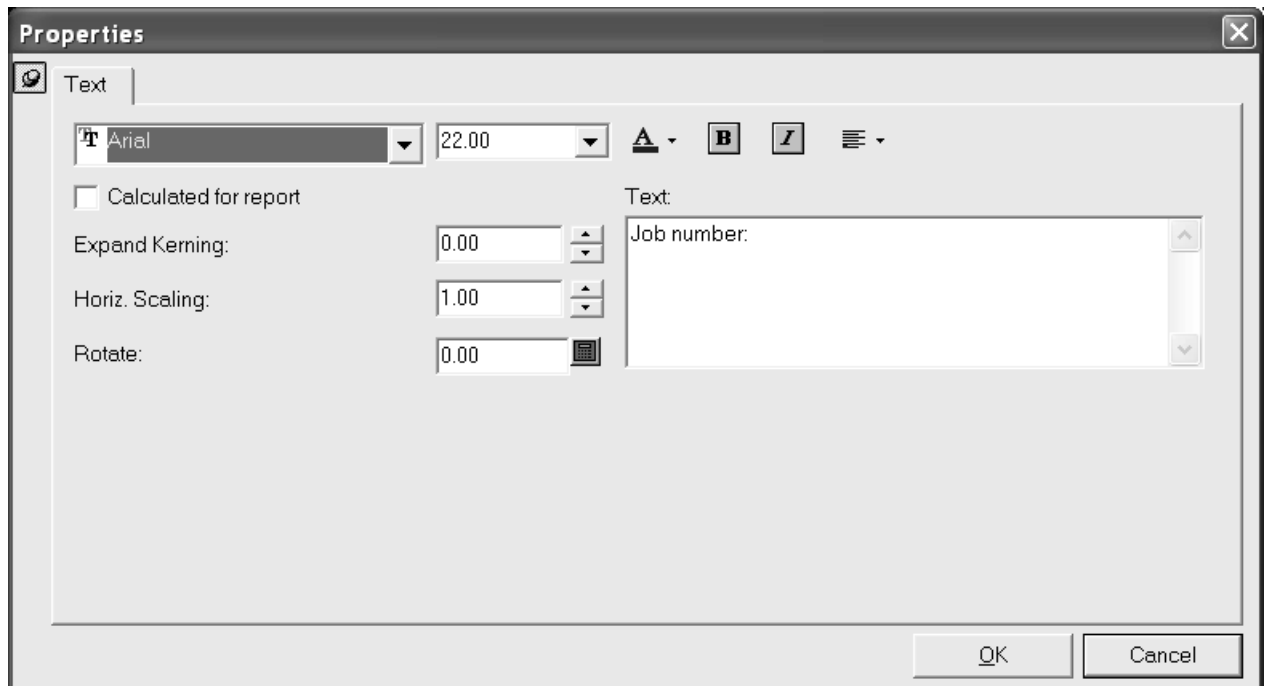 Properties
Text
Arial 22.00 A B I
Calculated for report
Text:
Job number:
Expand Kerning: 0.00
Horiz. Scaling: 1.00
Rotate: 0.00
OK Cancel